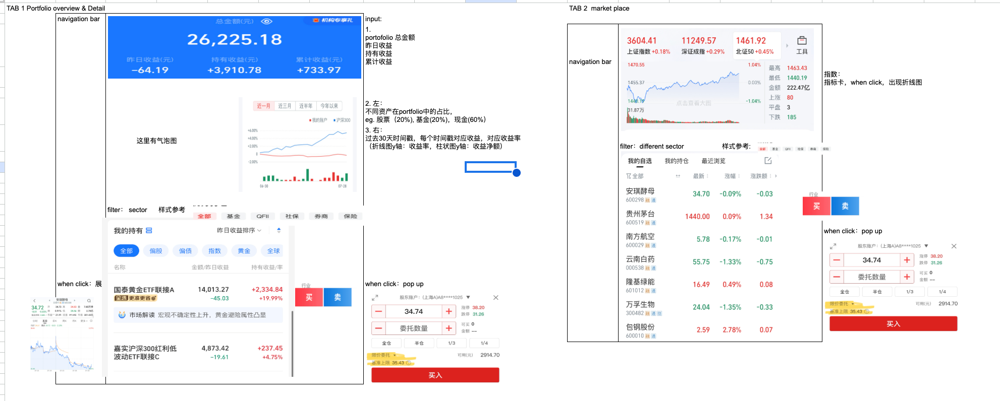 TAB 1 Portfolio overview & Detail
navigation bar
总金额(元)
机构专享礼
26,225.18
昨日收益(元)
持有收益(元)
累计收益(元)
−64.19
+3,910.78
+733.97
input:
1.
portofolio 总金额
昨日收益
持有收益
累计收益
这里有气泡图
近一月
近三月
近半年
今年以来
我的账户
沪深300
+6.00%
+4.00%
+2.00%
0
-2.00%
06-30
07-28
2. 左:
不同资产在portfolio中的占比,
eg. 股票(20%), 基金(20%), 现金(60%)
3. 右:
过去30天时间戳, 每个时间戳对应收益, 对应收益率
(折线图y轴: 收益率, 柱状图y轴: 收益净额)
filter: sector
样式参考
全部
基金
QFII
社保
券商
保险
我的持有
昨日收益排序
全部
偏股
偏债
指数
黄金
全球
名称
金额/昨日收益
持有收益/率
when click: 展
国泰黄金ETF联接A
14,013.27
+2,334.84
金选 更准更省
−45.03
+19.99%
市场解读 宏观不确定性上升, 黄金避险属性凸显
嘉实沪深300红利低
波动ETF联接C
4,873.42
+237.45
−19.61
+4.75%
安琪酵母
34.72
行业
买
卖
when click: pop up
股东账户: (上海A)A8****1025
34.74
涨停 38.20
跌停 31.26
委托数量
可买 0
金额 --
全仓
半仓
1/3
1/4
限价委托
可用(元) 2914.70
基准上限 35.43
买入
TAB 2 market place
navigation bar
3604.41
11249.57
1461.92
上证指数 +0.18%
深证成指 +0.29%
北证50 +0.45%
工具
1470.55
1.04%
1455.37
0.00%
1440.19
-1.04%
31.87万
点击查看大图
最高 1463.43
最低 1440.19
金额 222.47亿
上涨 80
平盘 3
下跌 185
指数:
指标卡, when click, 出现折线图
filter: different sector
样式参考:
全部
基金
QFII
社保
券商
保险
我的自选
我的持仓
最近浏览
全部
最新
涨幅
涨跌额
安琪酵母 34.70 -0.09% -0.03
600298 融 通
贵州茅台 1440.00 0.09% 1.34
600519 融 通
南方航空 5.78 -0.17% -0.01
600029 融 通
云南白药 55.75 -1.33% -0.75
000538 融 通
隆基绿能 16.49 0.49% 0.08
601012 融 通
万孚生物 24.04 -1.35% -0.33
300482 融 通 创
包钢股份 2.59 2.78% 0.07
600010 融 通
行业
买
卖
when click: pop up
股东账户: (上海A)A8****1025
34.74
涨停 38.20
跌停 31.26
委托数量
可买 0
金额 --
全仓
半仓
1/3
1/4
限价委托
可用(元) 2914.70
基准上限 35.43
买入